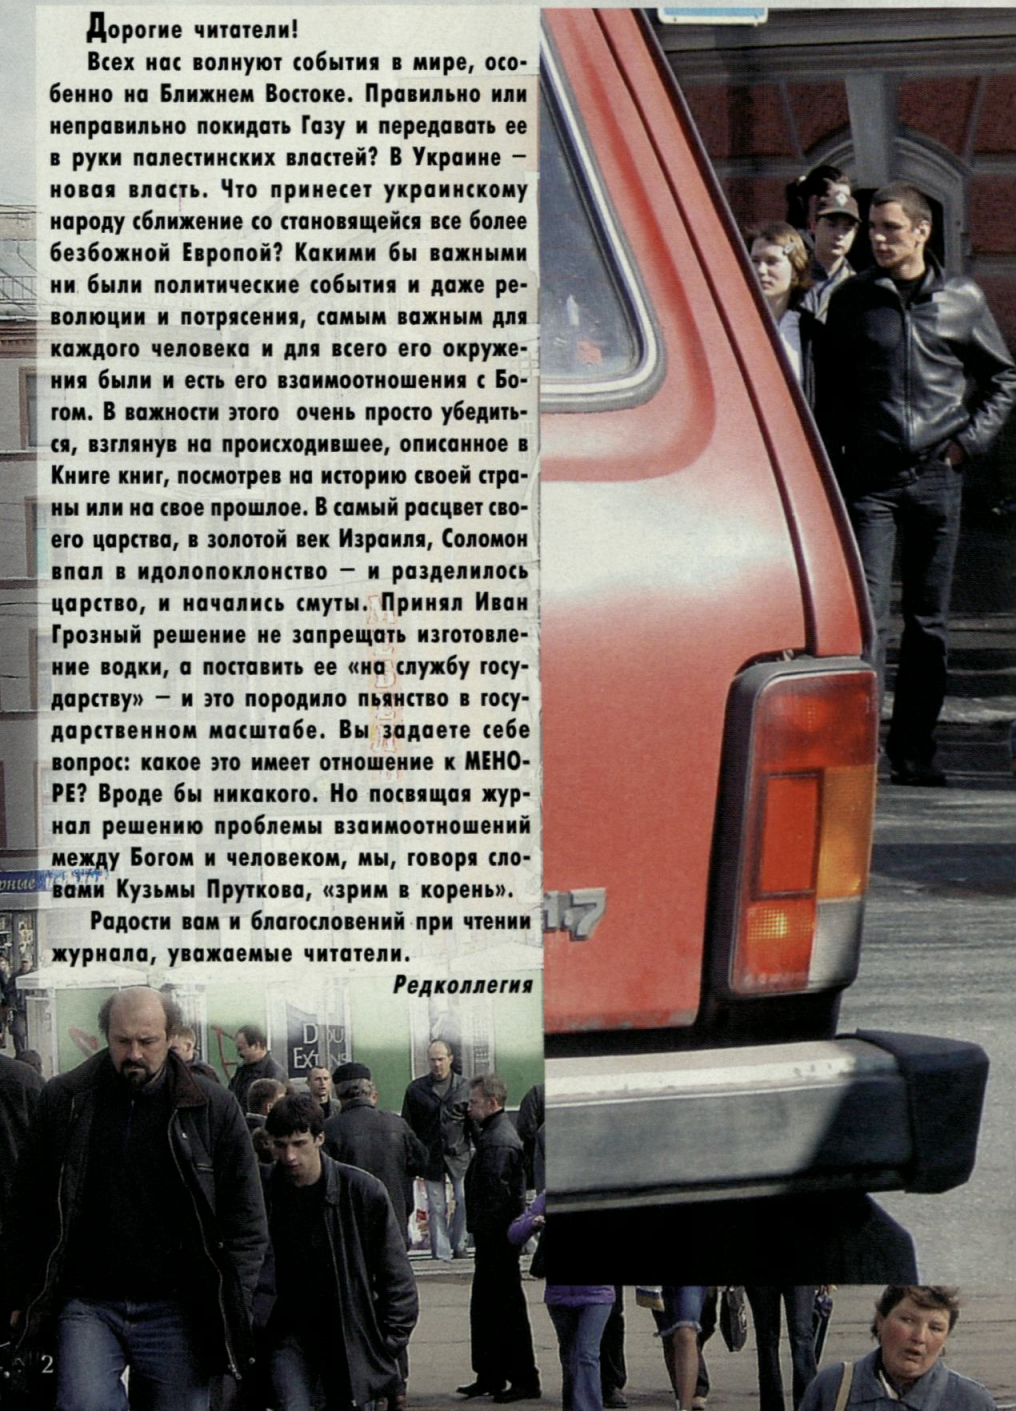 Дорогие читатели!
Всех нас волнуют события в мире, осо-
бенно на Ближнем Востоке. Правильно или
неправильно покидать Газу и передавать ее
в руки палестинских властей? В Украине –
новая власть. Что принесет украинскому
народу сближение со становящейся все более
безбожной Европой? Какими бы важными
ни были политические события и даже ре-
волюции и потрясения, самым важным для
каждого человека и для всего его окруже-
ния были и есть его взаимоотношения с Бо-
гом. В важности этого очень просто убедить-
ся, взглянув на происходившее, описанное в
Книге книг, посмотрев на историю своей стра-
ны или на свое прошлое. В самый расцвет сво-
его царства, в золотой век Израиля, Соломон
впал в идолопоклонство – и разделилось
царство, и начались смуты. Принял Иван
Грозный решение не запрещать изготовле-
ние водки, а поставить ее «на службу госу-
дарству» – и это породило пьянство в госу-
дарственном масштабе. Вы задаете себе
вопрос: какое это имеет отношение к МЕНО-
РЕ? Вроде бы никакого. Но посвящая жур-
нал решению проблемы взаимоотношений
между Богом и человеком, мы, говоря сло-
вами Кузьмы Пруткова, «зрим в корень».
Радости вам и благословений при чтении
журнала, уважаемые читатели.
Редколлегия
1.7
2